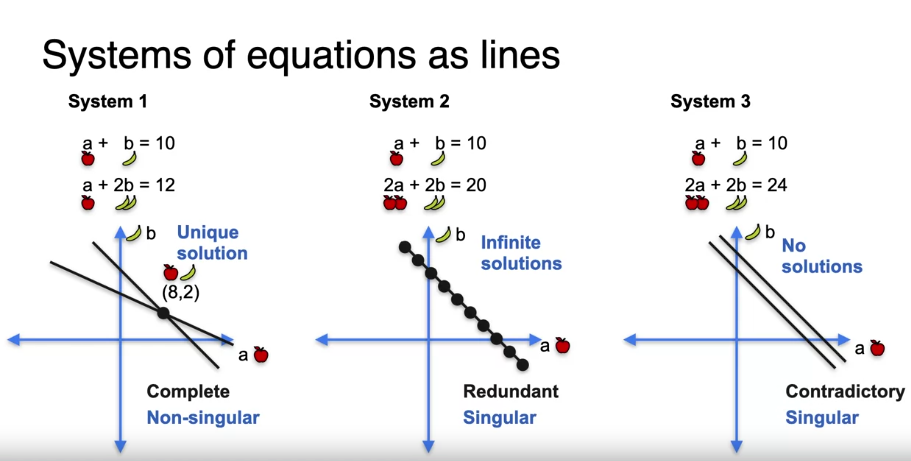 Systems of equations as lines
System 1
a + b = 10
a + 2b = 12
b
Unique
solution
(8,2)
a
Complete
Non-singular
System 2
a + b = 10
2a + 2b = 20
b
Infinite
solutions
a
Redundant
Singular
System 3
a + b = 10
2a + 2b = 24
b
No
solutions
a
Contradictory
Singular